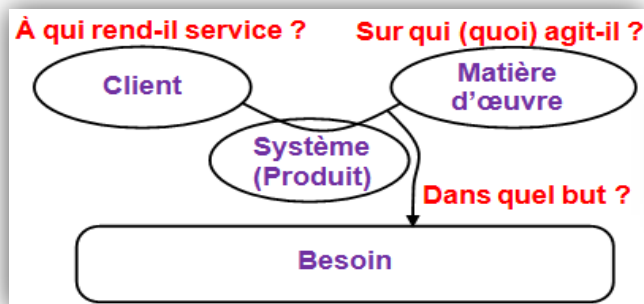 À qui rend-il service ?
Sur qui (quoi) agit-il ?
Client
Matière
d’œuvre
Système
(Produit)
Dans quel but ?
Besoin